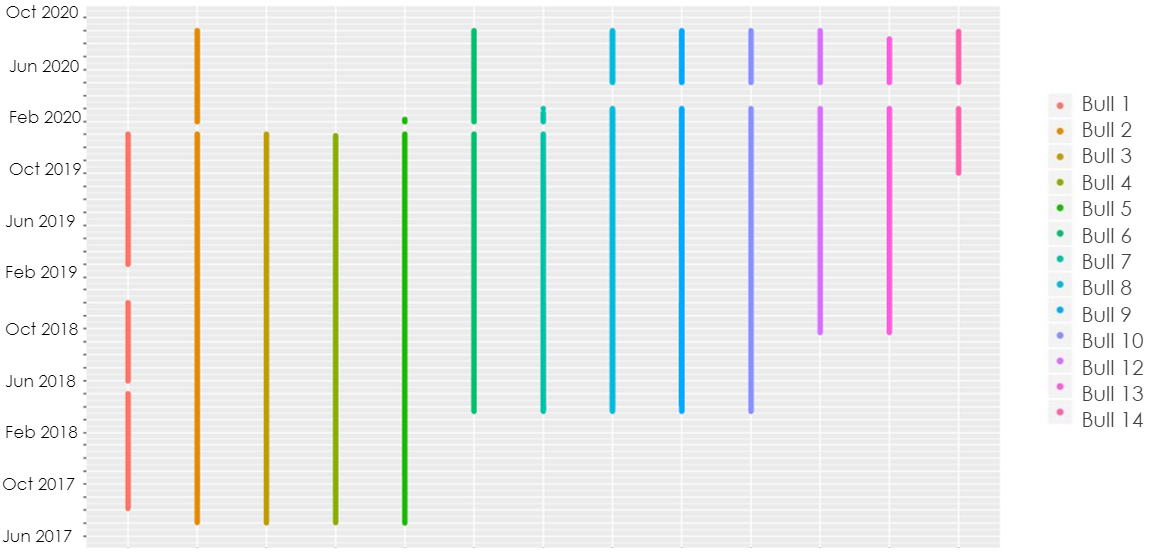 Oct 2020
Jun 2020
Feb 2020
Oct 2019
Jun 2019
Feb 2019
Oct 2018
Jun 2018
Feb 2018
Oct 2017
Jun 2017
Bull 1
Bull 2
Bull 3
Bull 4
Bull 5
Bull 6
Bull 7
Bull 8
Bull 9
Bull 10
Bull 12
Bull 13
Bull 14